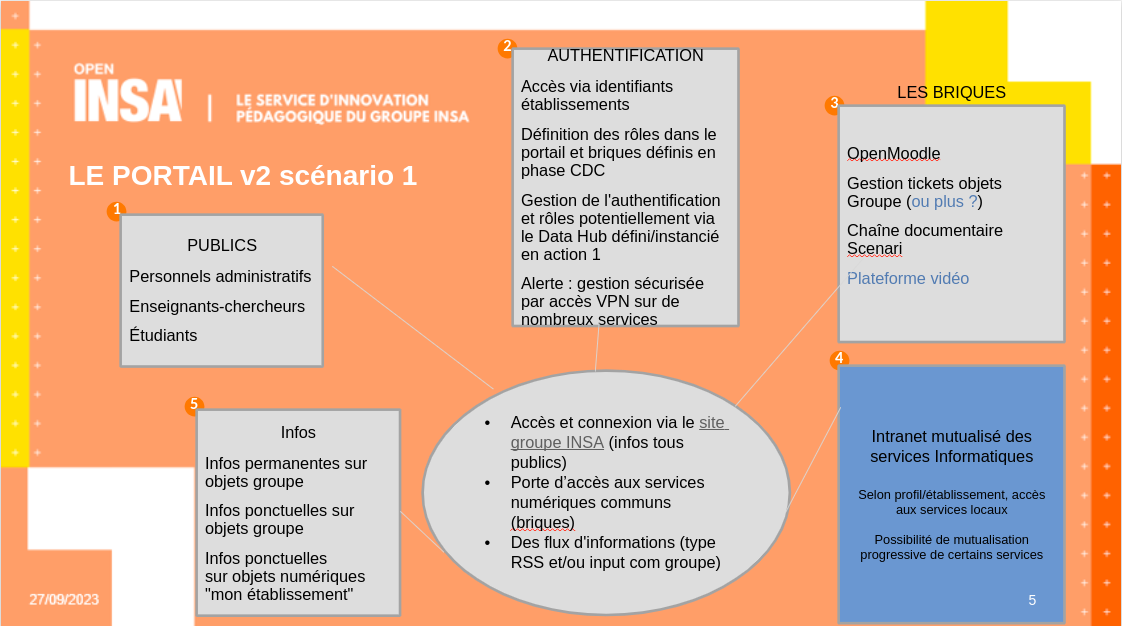 OPEN
INSA
LE SERVICE D'INNOVATION
PÉDAGOGIQUE DU GROUPE INSA
LE PORTAIL v2 scénario 1
1
PUBLICS
Personnels administratifs
Enseignants-chercheurs
Étudiants
2
AUTHENTIFICATION
Accès via identifiants
établissements
Définition des rôles dans le
portail et briques définis en
phase CDC
Gestion de l'authentification
et rôles potentiellement via
le Data Hub défini/instancié
en action 1
Alerte : gestion sécurisée
par accès VPN sur de
nombreux services
LES BRIQUES
3
OpenMoodle
Gestion tickets objets
Groupe (ou plus ?)
Chaîne documentaire
Scenari
Plateforme vidéo
4
Intranet mutualisé des
services Informatiques
Selon profil/établissement, accès
aux services locaux
Possibilité de mutualisation
progressive de certains services
5
Infos
Infos permanentes sur
objets groupe
Infos ponctuelles sur
objets groupe
Infos ponctuelles
sur objets numériques
"mon établissement"
• Accès et connexion via le site
groupe INSA (infos tous
publics)
• Porte d’accès aux services
numériques communs
(briques)
• Des flux d'informations (type
RSS et/ou input com groupe)
27/09/2023
5